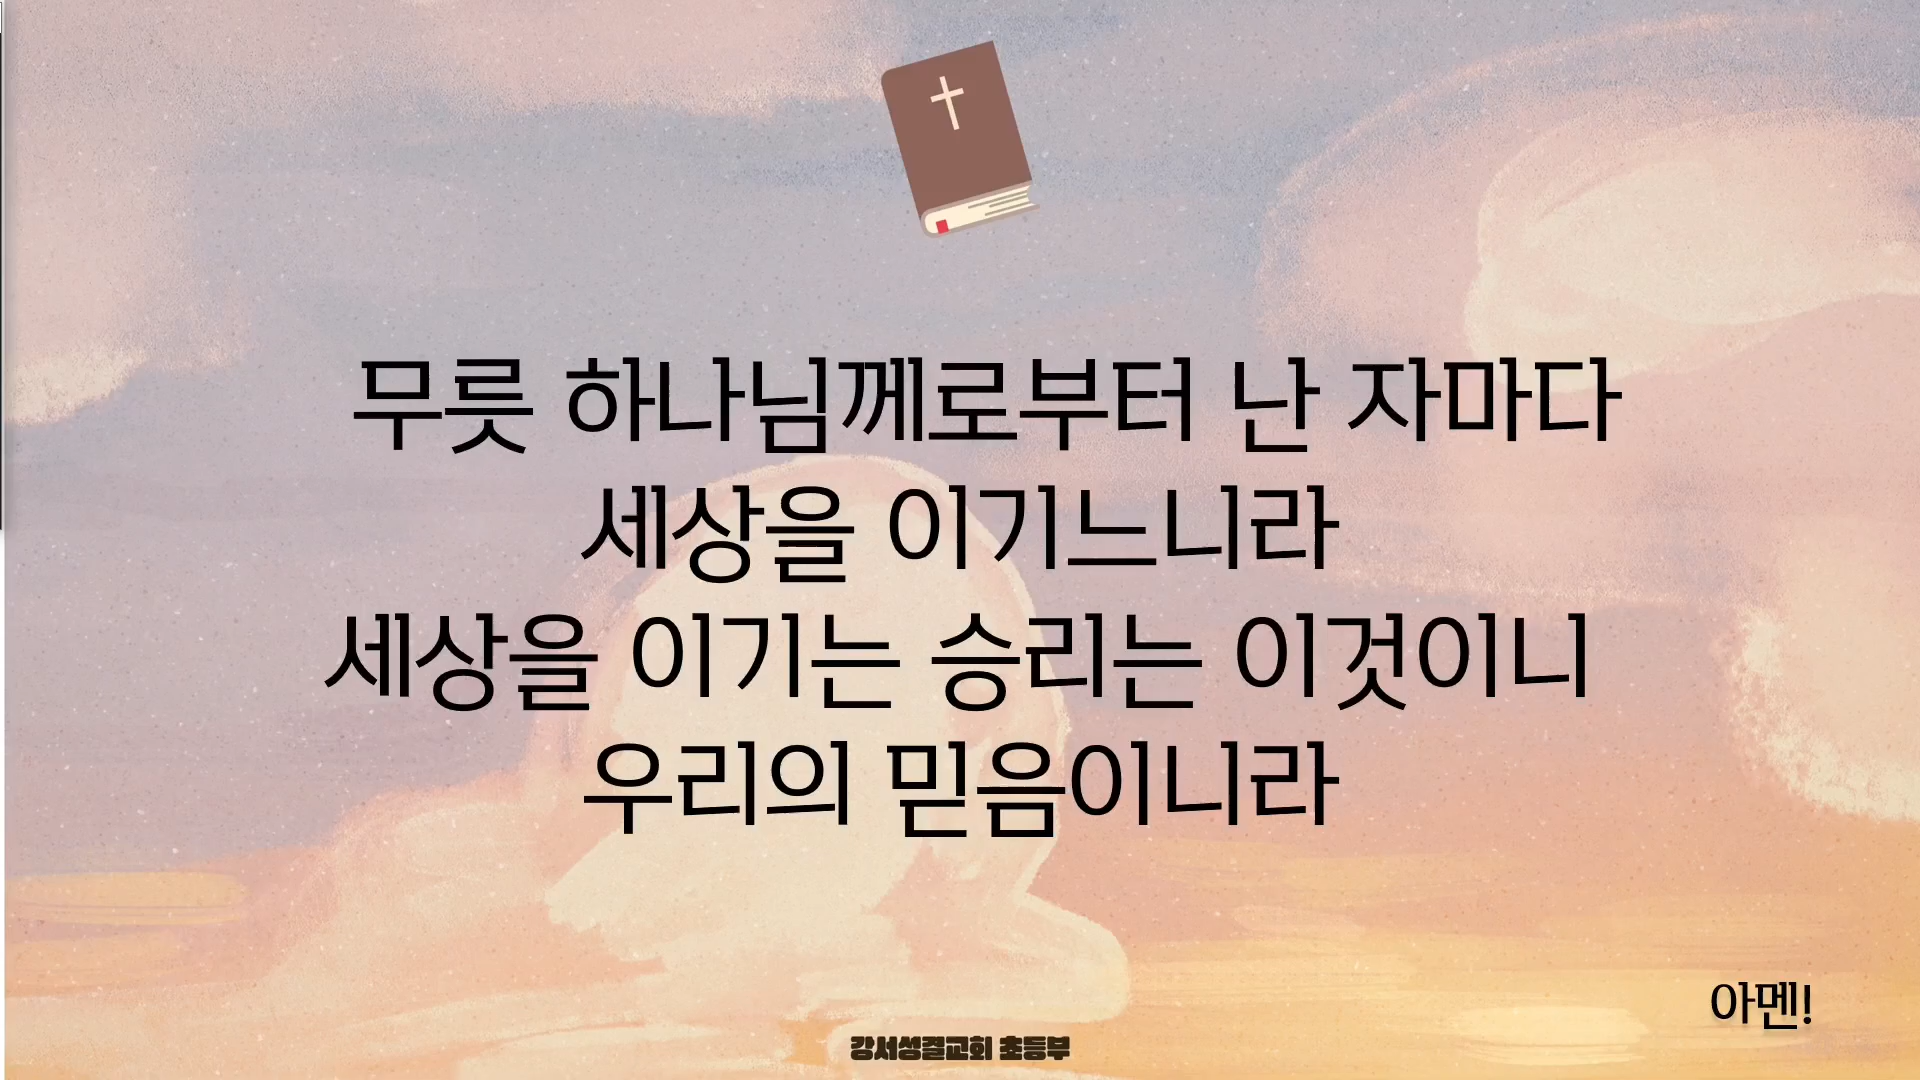 무릇 하나님께로부터 난 자마다
세상을 이기느니라
세상을 이기는 승리는 이것이니
우리의 믿음이니라
아멘!
강서성결교회 초등부